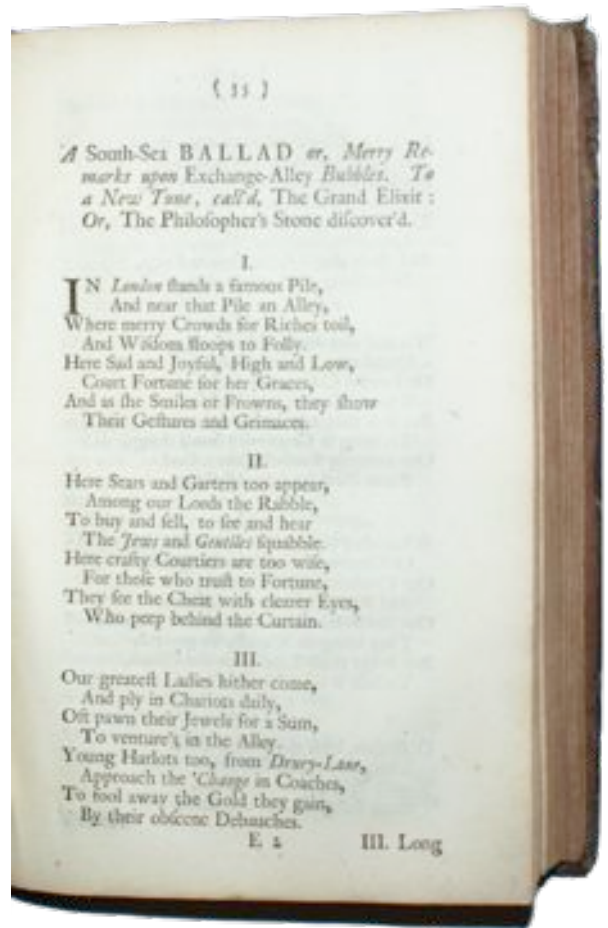 ( 35 )
A South-Sea BALLAD or, Merry Re-
marks upon Exchange-Alley Bubbles. To
a New Tune, call'd, The Grand Elixir:
Or, The Philosopher's Stone diſcover'd.
I.
IN London ſtands a famous Pile,
And near that Pile an Alley,
Where merry Crowds for Riches toil,
And Wiſdom ſtoops to Folly.
Here Sad and Joyful, High and Low,
Court Fortune for her Graces,
And as ſhe Smiles or Frowns, they ſhow
Their Geſtures and Grimaces.
II.
Here Stars and Garters too appear,
Among our Lords the Rabble,
To buy and ſell, to ſee and hear
The Jews and Gentiles ſquabble.
Here crafty Courtiers are too wiſe,
For thoſe who truſt to Fortune,
They ſee the Cheat with clearer Eyes,
Who peep behind the Curtain.
III.
Our greateſt Ladies hither come,
And ply in Chariots daily,
Oft pawn their Jewels for a Sum,
To venture't in the Alley.
Young Harlots too, from Drury-Lane,
Approach the 'Change in Coaches,
To fool away the Gold they gain,
By their obſcene Debauches.
E 2 III. Long